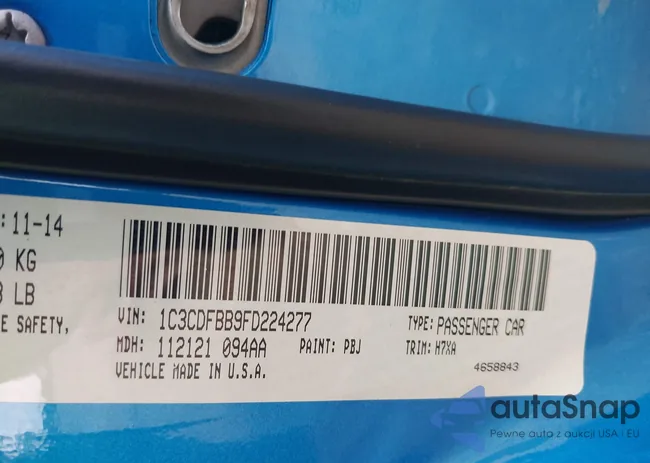 : 11-14
KG
LB
E SAFETY,
VIN: 1C3CDFBB9FD224277 TYPE: PASSENGER CAR
MDH: 112121 094AA PAINT: PBJ TRIM: H7XA
VEHICLE MADE IN U.S.A. 4658843
autaSnap
Pewne auta z aukcji USA i EU